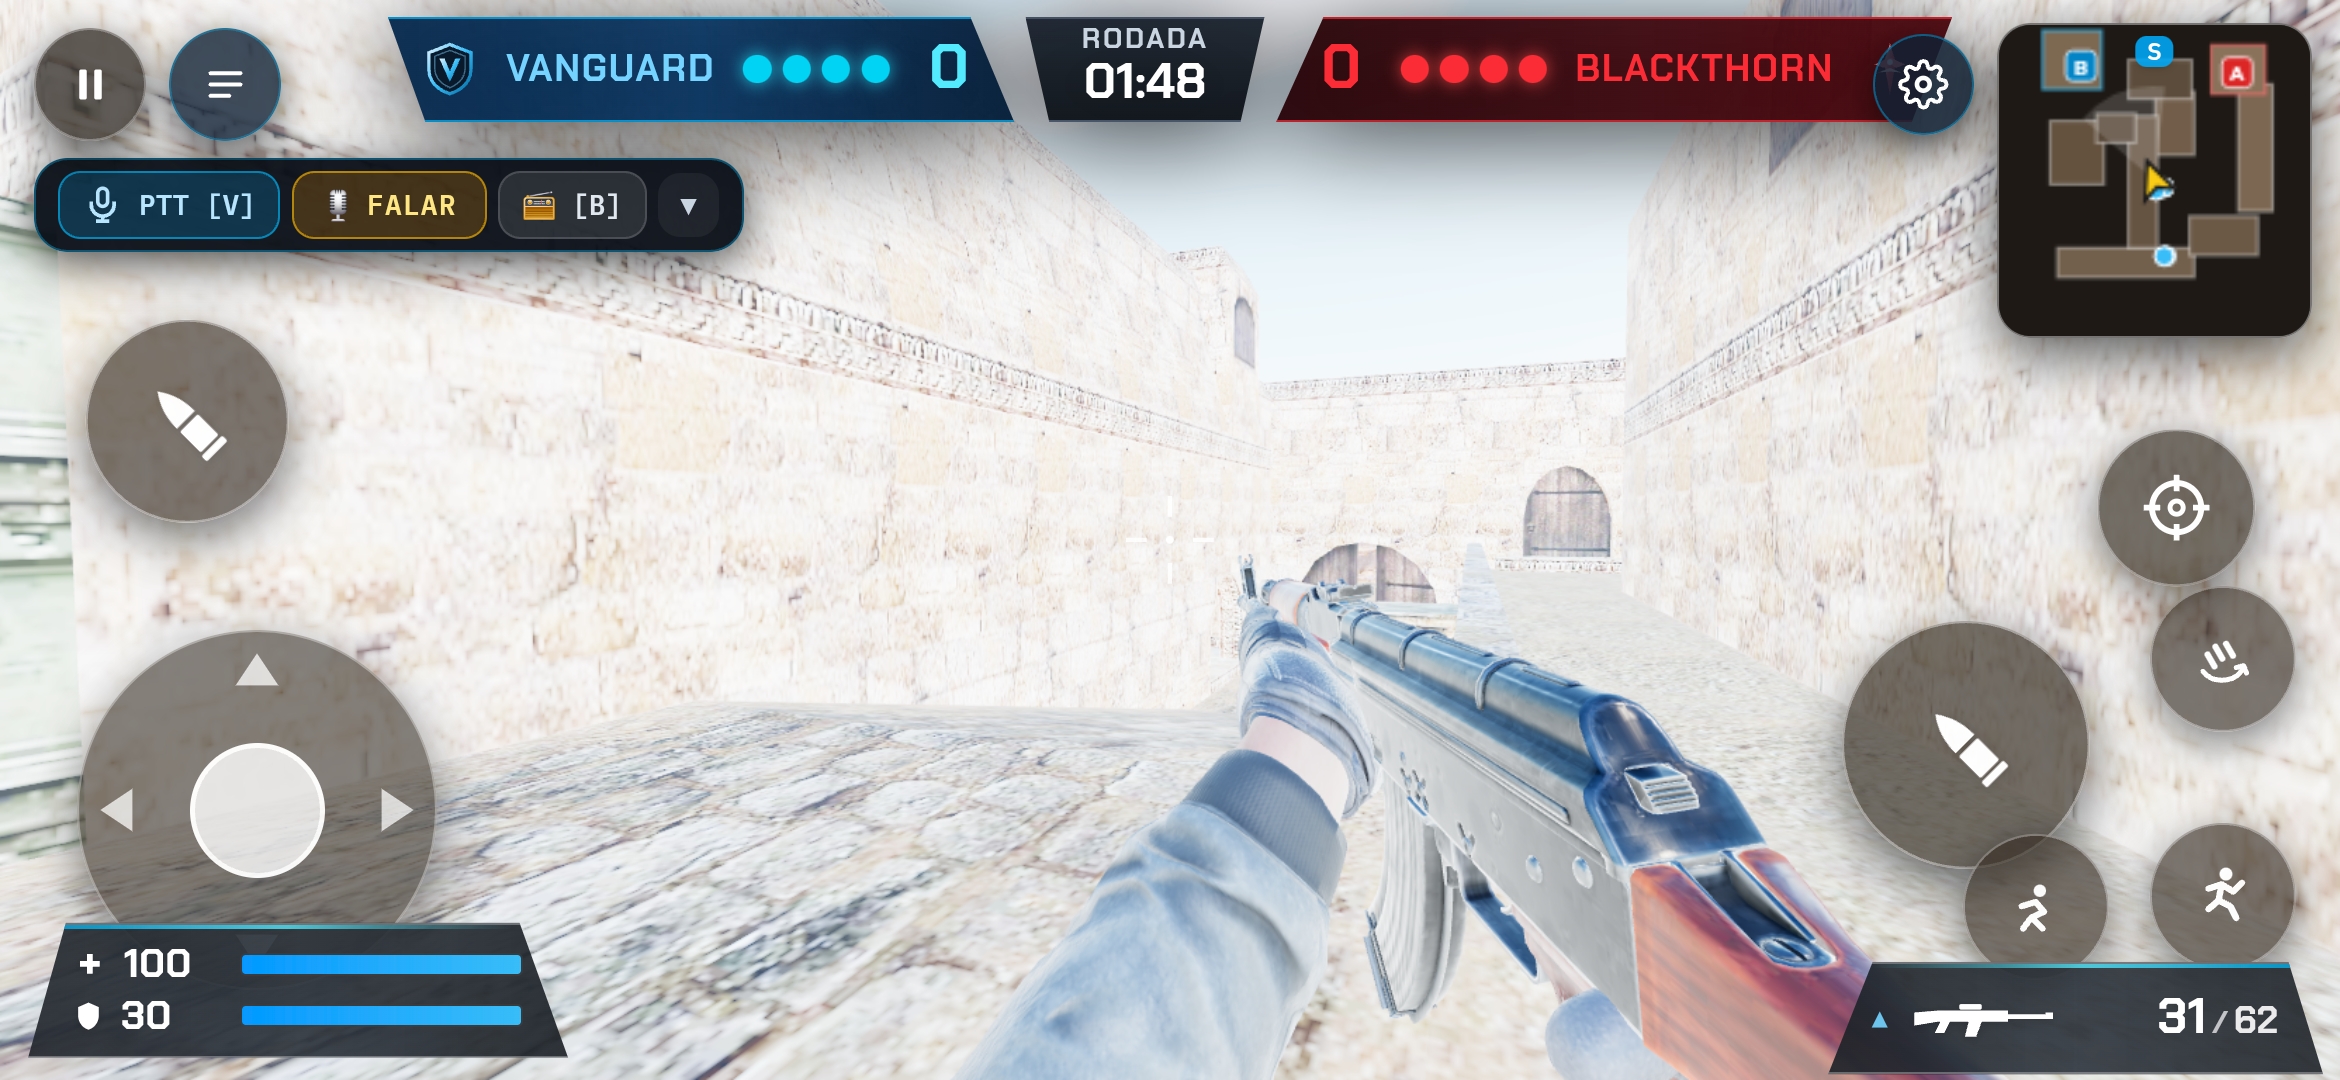 VANGUARD
0
RODADA
01:48
0
BLACKTHORN
B
S
A
PTT [V]
FALAR
[B]
100
30
31/62